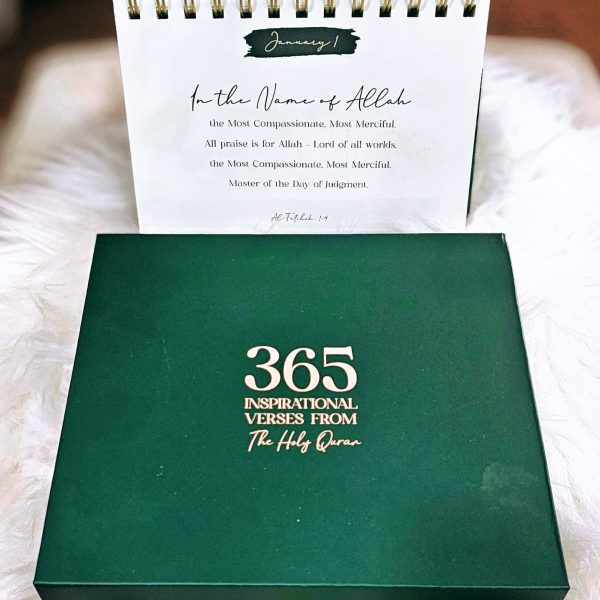 January 1
In the Name of Allah
the Most Compassionate, Most Merciful.
All praise is for Allah - Lord of all worlds,
the Most Compassionate, Most Merciful,
Master of the Day of Judgment.
Al-Fatihah 1-4
365
INSPIRATIONAL
VERSES FROM
The Holy Quran